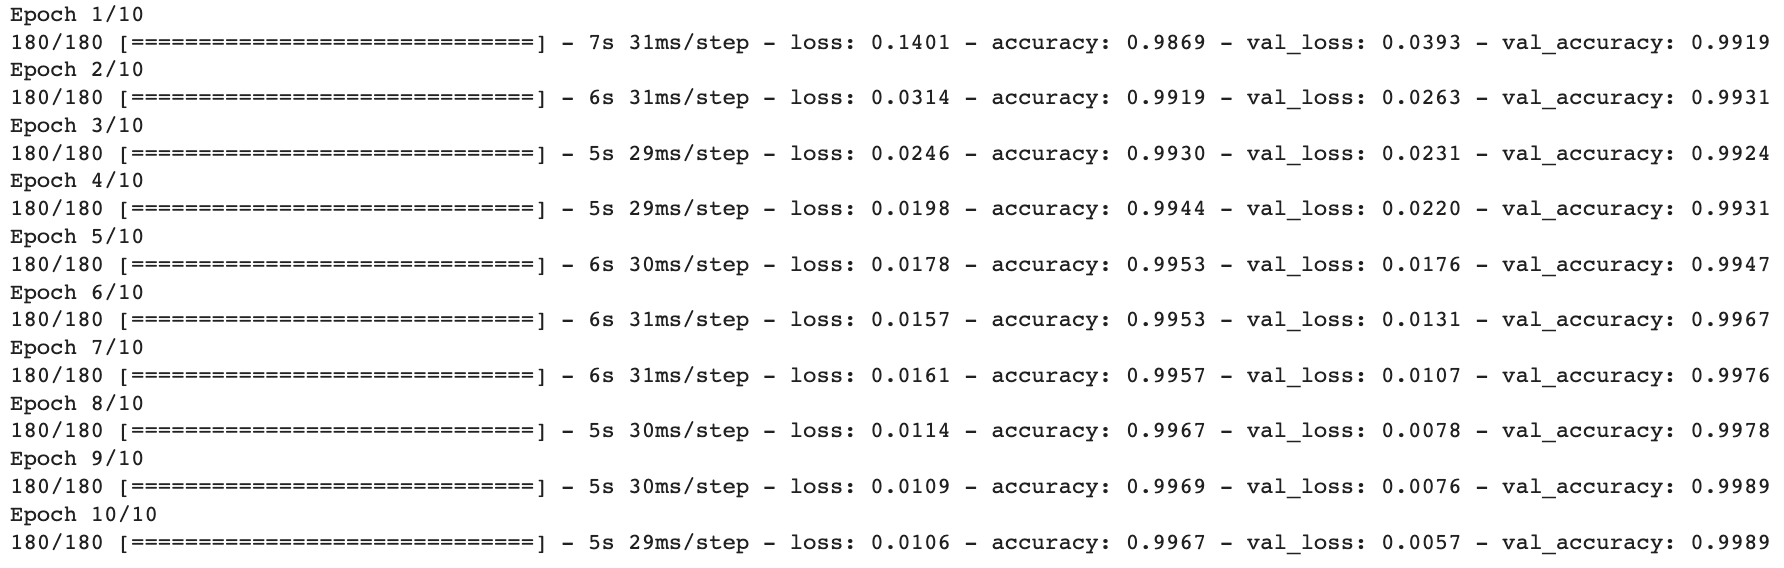 Epoch 1/10
180/180 [==============================] - 7s 31ms/step - loss: 0.1401 - accuracy: 0.9869 - val_loss: 0.0393 - val_accuracy: 0.9919
Epoch 2/10
180/180 [==============================] - 6s 31ms/step - loss: 0.0314 - accuracy: 0.9919 - val_loss: 0.0263 - val_accuracy: 0.9931
Epoch 3/10
180/180 [==============================] - 5s 29ms/step - loss: 0.0246 - accuracy: 0.9930 - val_loss: 0.0231 - val_accuracy: 0.9924
Epoch 4/10
180/180 [==============================] - 5s 29ms/step - loss: 0.0198 - accuracy: 0.9944 - val_loss: 0.0220 - val_accuracy: 0.9931
Epoch 5/10
180/180 [==============================] - 6s 30ms/step - loss: 0.0178 - accuracy: 0.9953 - val_loss: 0.0176 - val_accuracy: 0.9947
Epoch 6/10
180/180 [==============================] - 6s 31ms/step - loss: 0.0157 - accuracy: 0.9953 - val_loss: 0.0131 - val_accuracy: 0.9967
Epoch 7/10
180/180 [==============================] - 6s 31ms/step - loss: 0.0161 - accuracy: 0.9957 - val_loss: 0.0107 - val_accuracy: 0.9976
Epoch 8/10
180/180 [==============================] - 5s 30ms/step - loss: 0.0114 - accuracy: 0.9967 - val_loss: 0.0078 - val_accuracy: 0.9978
Epoch 9/10
180/180 [==============================] - 5s 30ms/step - loss: 0.0109 - accuracy: 0.9969 - val_loss: 0.0076 - val_accuracy: 0.9989
Epoch 10/10
180/180 [==============================] - 5s 29ms/step - loss: 0.0106 - accuracy: 0.9967 - val_loss: 0.0057 - val_accuracy: 0.9989